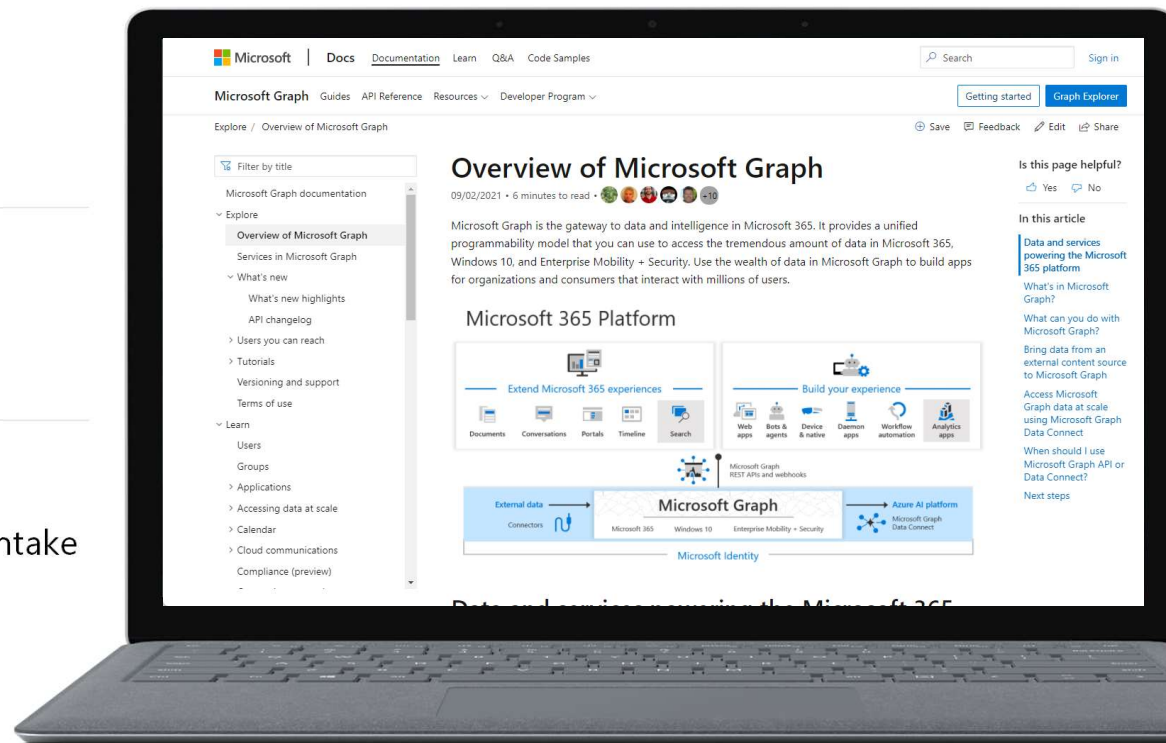 Microsoft | Docs Documentation Learn Q&A Code Samples Search Sign in
Microsoft Graph Guides API Reference Resources Developer Program Getting started Graph Explorer
Explore / Overview of Microsoft Graph Save Feedback Edit Share
Filter by title
Microsoft Graph documentation
Explore
Overview of Microsoft Graph
Services in Microsoft Graph
What's new
What's new highlights
API changelog
Users you can reach
Tutorials
Versioning and support
Terms of use
Learn
Users
Groups
Applications
Accessing data at scale
Calendar
Cloud communications
Compliance (preview)
Overview of Microsoft Graph
09/02/2021 • 6 minutes to read • +10
Microsoft Graph is the gateway to data and intelligence in Microsoft 365. It provides a unified
programmability model that you can use to access the tremendous amount of data in Microsoft 365,
Windows 10, and Enterprise Mobility + Security. Use the wealth of data in Microsoft Graph to build apps
for organizations and consumers that interact with millions of users.
Microsoft 365 Platform
Extend Microsoft 365 experiences
Documents Conversations Portals Timeline Search
Build your experience
Web apps Bots & agents Device & native Daemon apps Workflow automation Analytics apps
Microsoft Graph
REST APIs and webhooks
External data
Connectors
Microsoft Graph
Microsoft 365 Windows 10 Enterprise Mobility + Security
Azure AI platform
Microsoft Graph
Data Connect
Microsoft Identity
Data and services powering the Microsoft 365
Is this page helpful?
Yes No
In this article
Data and services
powering the Microsoft
365 platform
What's in Microsoft
Graph?
What can you do with
Microsoft Graph?
Bring data from an
external content source
to Microsoft Graph
Access Microsoft
Graph data at scale
using Microsoft Graph
Data Connect
When should I use
Microsoft Graph API or
Data Connect?
Next steps